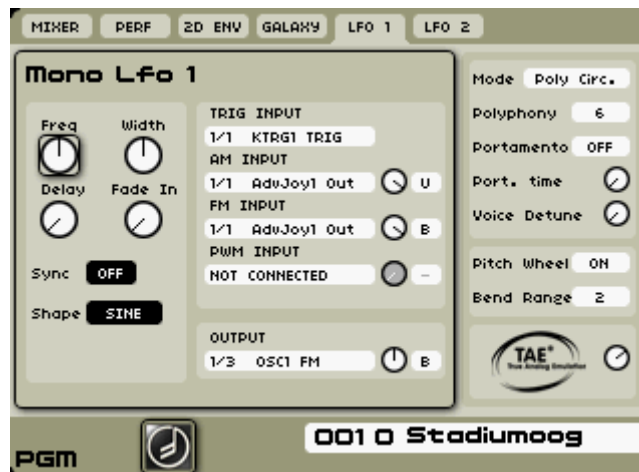 MIXER PERF 2D ENV GALAXY LFO 1 LFO 2
Mono Lfo 1
Freq Width
Delay Fade In
Sync OFF
Shape SINE
TRIG INPUT
1/1 KTRG1 TRIG
AM INPUT
1/1 AdvJoy1 Out U
FM INPUT
1/1 AdvJoy1 Out B
PWM INPUT
NOT CONNECTED -
OUTPUT
1/3 OSC1 FM B
Mode Poly Circ.
Polyphony 6
Portamento OFF
Port. time
Voice Detune
Pitch Wheel ON
Bend Range 2
TAE®
True Analog Emulation
PGM
001 0 Stadiumoog